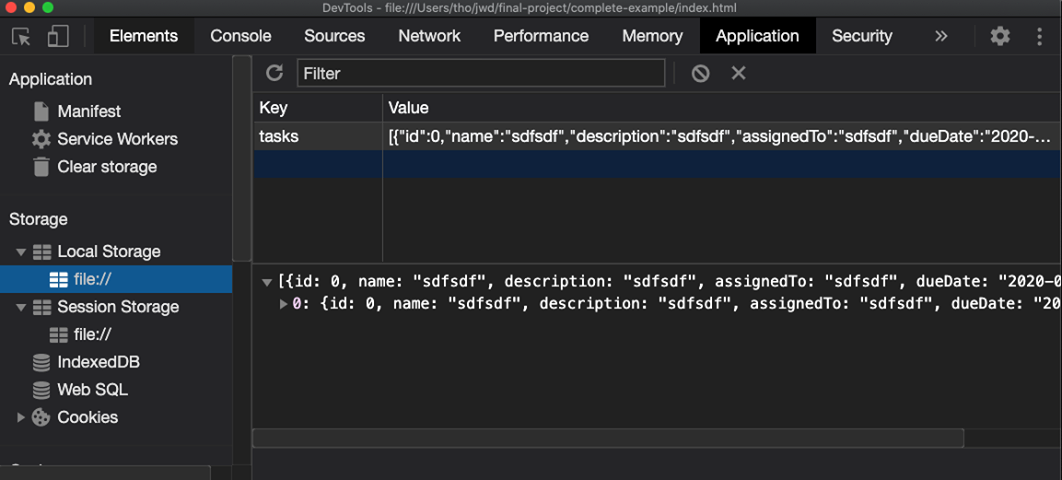 DevTools - file:///Users/tho/jwd/final-project/complete-example/index.html
Elements Console Sources Network Performance Memory Application Security »
Application
Manifest
Service Workers
Clear storage
Storage
Local Storage
file://
Session Storage
file://
IndexedDB
Web SQL
Cookies
Filter
Key Value
tasks [{"id":0,"name":"sdfsdf","description":"sdfsdf","assignedTo":"sdfsdf","dueDate":"2020-...
[{id: 0, name: "sdfsdf", description: "sdfsdf", assignedTo: "sdfsdf", dueDate: "2020-0
0: {id: 0, name: "sdfsdf", description: "sdfsdf", assignedTo: "sdfsdf", dueDate: "20